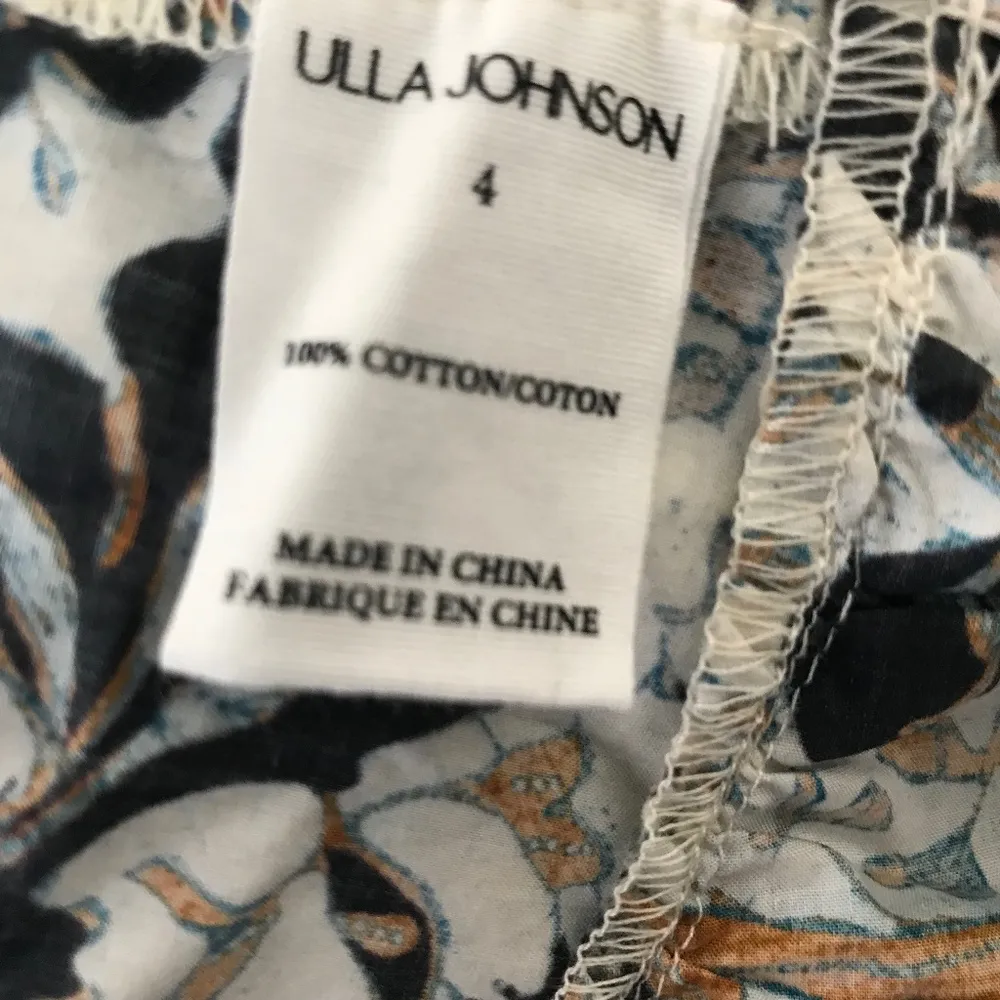 ULLA JOHNSON
4
100% COTTON/COTON
MADE IN CHINA
FABRIQUE EN CHINE